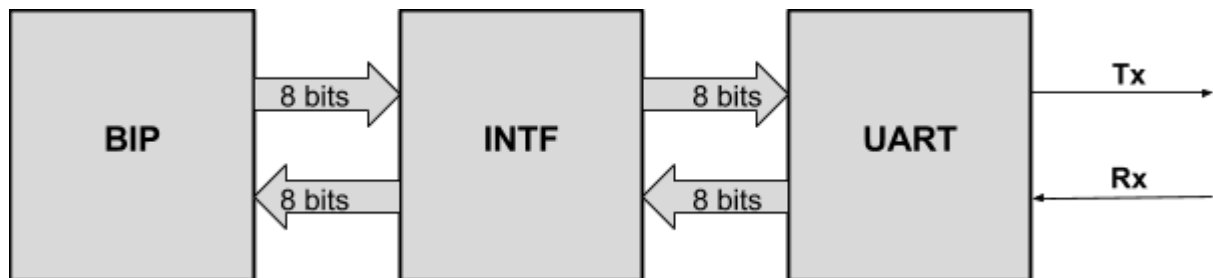 8 bits
8 bits
Tx
BIP
INTF
UART
8 bits
8 bits
Rx